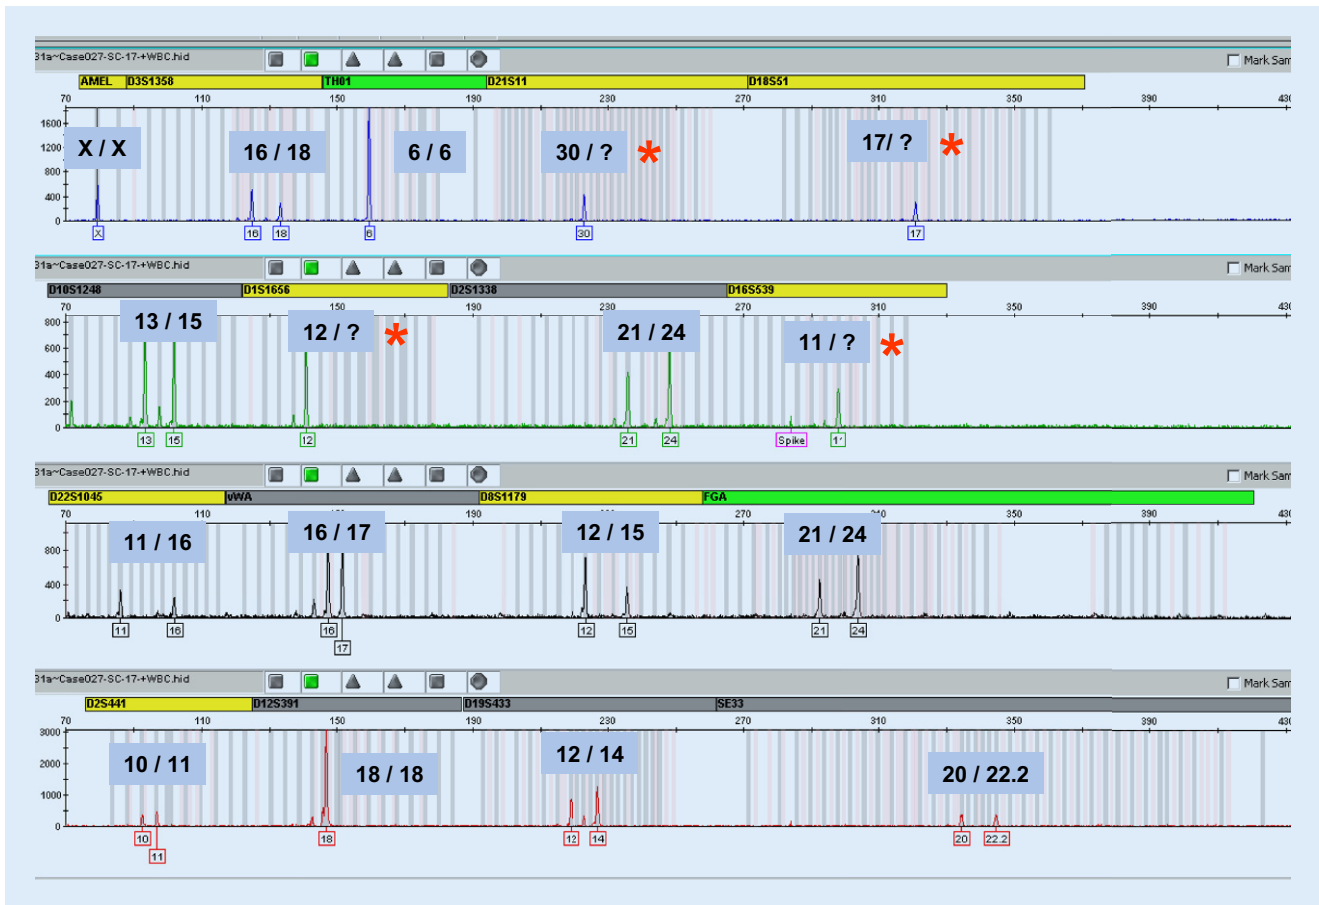 31a~Case027-SC-17-+WBC.hid Mark Sam
AMEL D3S1358 TH01 D21S11 D18S51
70 110 150 190 230 270 310 350 390 430
1600
1200
800
400
0
X / X 16 / 18 6 / 6 30 / ? * 17/ ? *
X 16 18 6 30 17
31a~Case027-SC-17-+WBC.hid Mark Sam
D10S1248 D1S1656 D2S1338 D16S539
70 150 190 270 310 350 390 430
800
600
400
200
0
13 / 15 12 / ? * 21 / 24 11 / ? *
13 15 12 21 24 Spike 1
31a~Case027-SC-17-+WBC.hid Mark Sam
D22S1045 vWA D8S1179 FGA
70 110 150 190 230 270 310 350 390 430
800
400
0
11 / 16 16 / 17 12 / 15 21 / 24
11 16 16 12 15 21 24
17
31a~Case027-SC-17-+WBC.hid Mark Sam
D2S441 D12S391 D19S433 SE33
70 110 150 190 230 270 310 350 390 430
3000
2000
1000
0
10 / 11 18 / 18 12 / 14 20 / 22.2
10 18 12 14 20 22.2
11